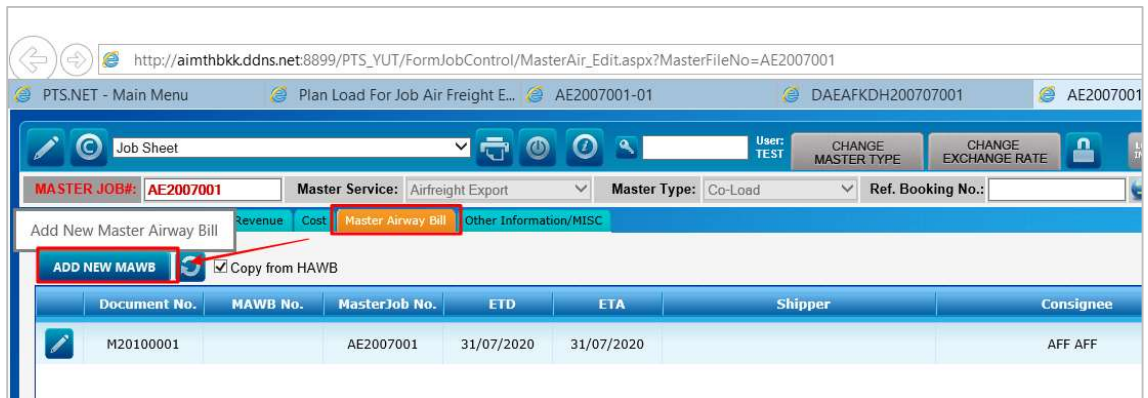 http://aimthbkk.ddns.net:8899/PTS_YUT/FormJobControl/MasterAir_Edit.aspx?MasterFileNo=AE2007001
PTS.NET - Main Menu Plan Load For Job Air Freight E... AE2007001-01 DAEAFKDH200707001 AE2007001
Job Sheet User: TEST CHANGE MASTER TYPE CHANGE EXCHANGE RATE
MASTER JOB#: AE2007001 Master Service: Airfreight Export Master Type: Co-Load Ref. Booking No.:
Revenue Cost Master Airway Bill Other Information/MISC
Add New Master Airway Bill
ADD NEW MAWB Copy from HAWB
Document No. MAWB No. MasterJob No. ETD ETA Shipper Consignee
M20100001 AE2007001 31/07/2020 31/07/2020 AFF AFF